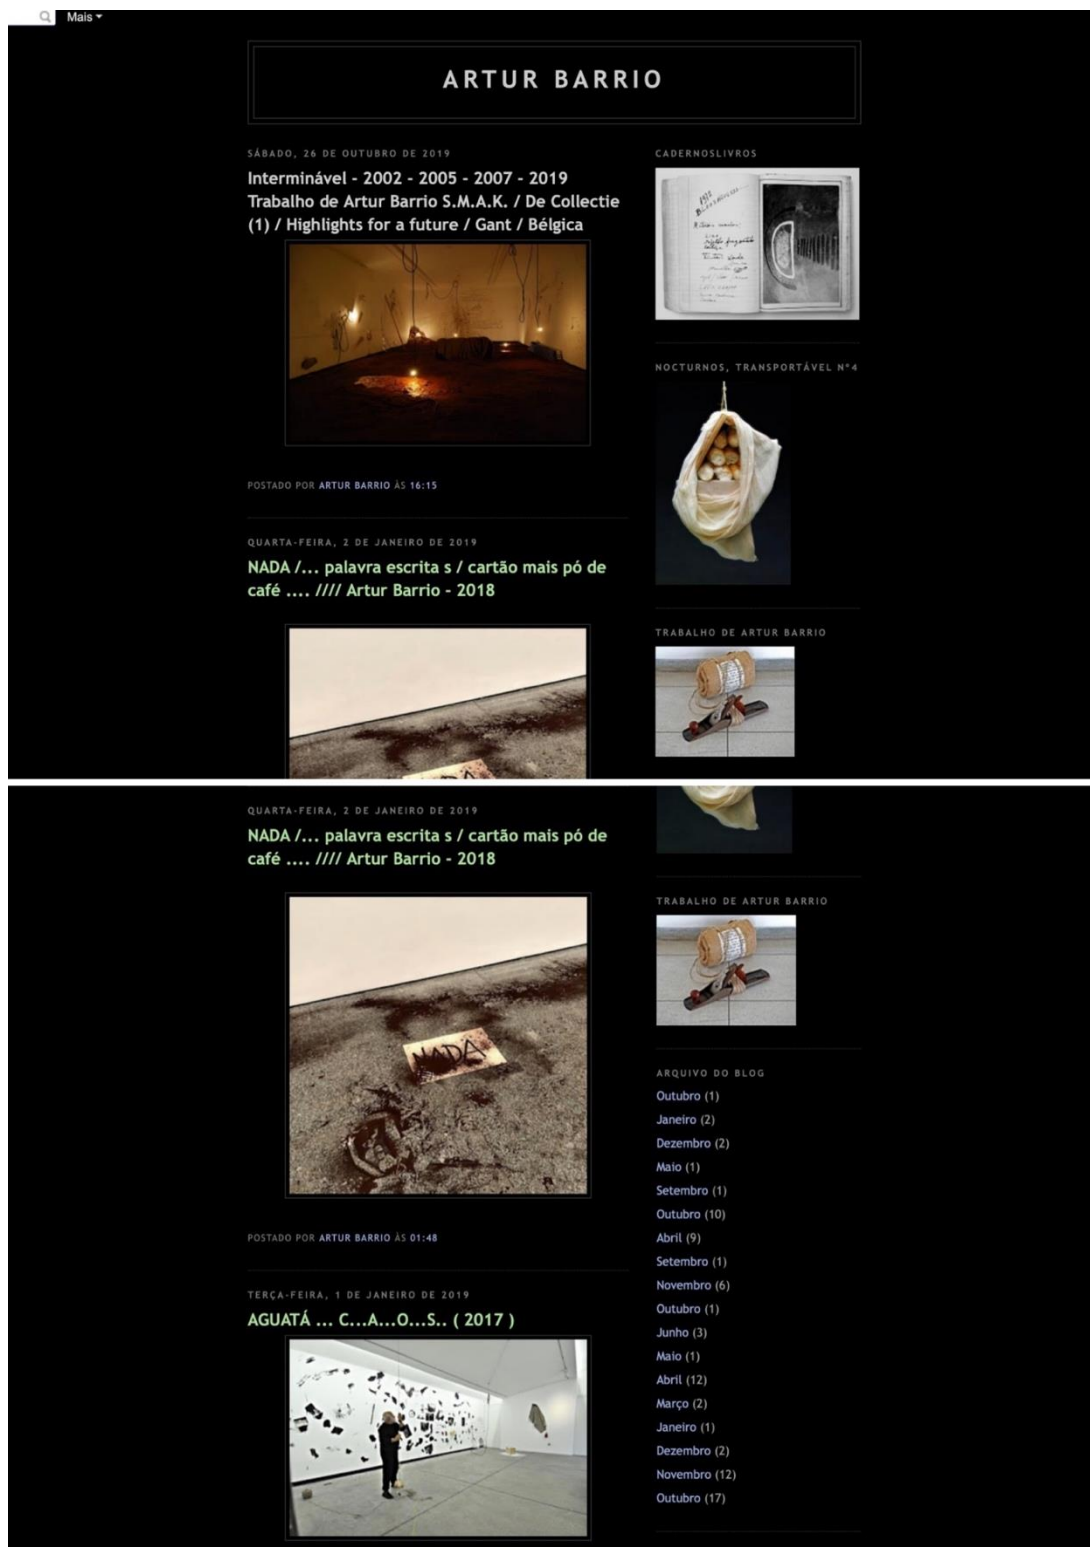 Mais
ARTUR BARRIO
SÁBADO, 26 DE OUTUBRO DE 2019
Interminável - 2002 - 2005 - 2007 - 2019
Trabalho de Artur Barrio S.M.A.K. / De Collectie
(1) / Highlights for a future / Gant / Bélgica
POSTADO POR ARTUR BARRIO ÀS 16:15
QUARTA-FEIRA, 2 DE JANEIRO DE 2019
NADA /... palavra escrita s / cartão mais pó de
café .... //// Artur Barrio - 2018
CADERNOSLIVROS
NOCTURNOS, TRANSPORTÁVEL Nº4
TRABALHO DE ARTUR BARRIO
QUARTA-FEIRA, 2 DE JANEIRO DE 2019
NADA /... palavra escrita s / cartão mais pó de
café .... //// Artur Barrio - 2018
NADA
POSTADO POR ARTUR BARRIO ÀS 01:48
TERÇA-FEIRA, 1 DE JANEIRO DE 2019
AGUATÁ ... C...A...O...S.. ( 2017 )
TRABALHO DE ARTUR BARRIO
ARQUIVO DO BLOG
Outubro (1)
Janeiro (2)
Dezembro (2)
Maio (1)
Setembro (1)
Outubro (10)
Abril (9)
Setembro (1)
Novembro (6)
Outubro (1)
Junho (3)
Maio (1)
Abril (12)
Março (2)
Janeiro (1)
Dezembro (2)
Novembro (12)
Outubro (17)